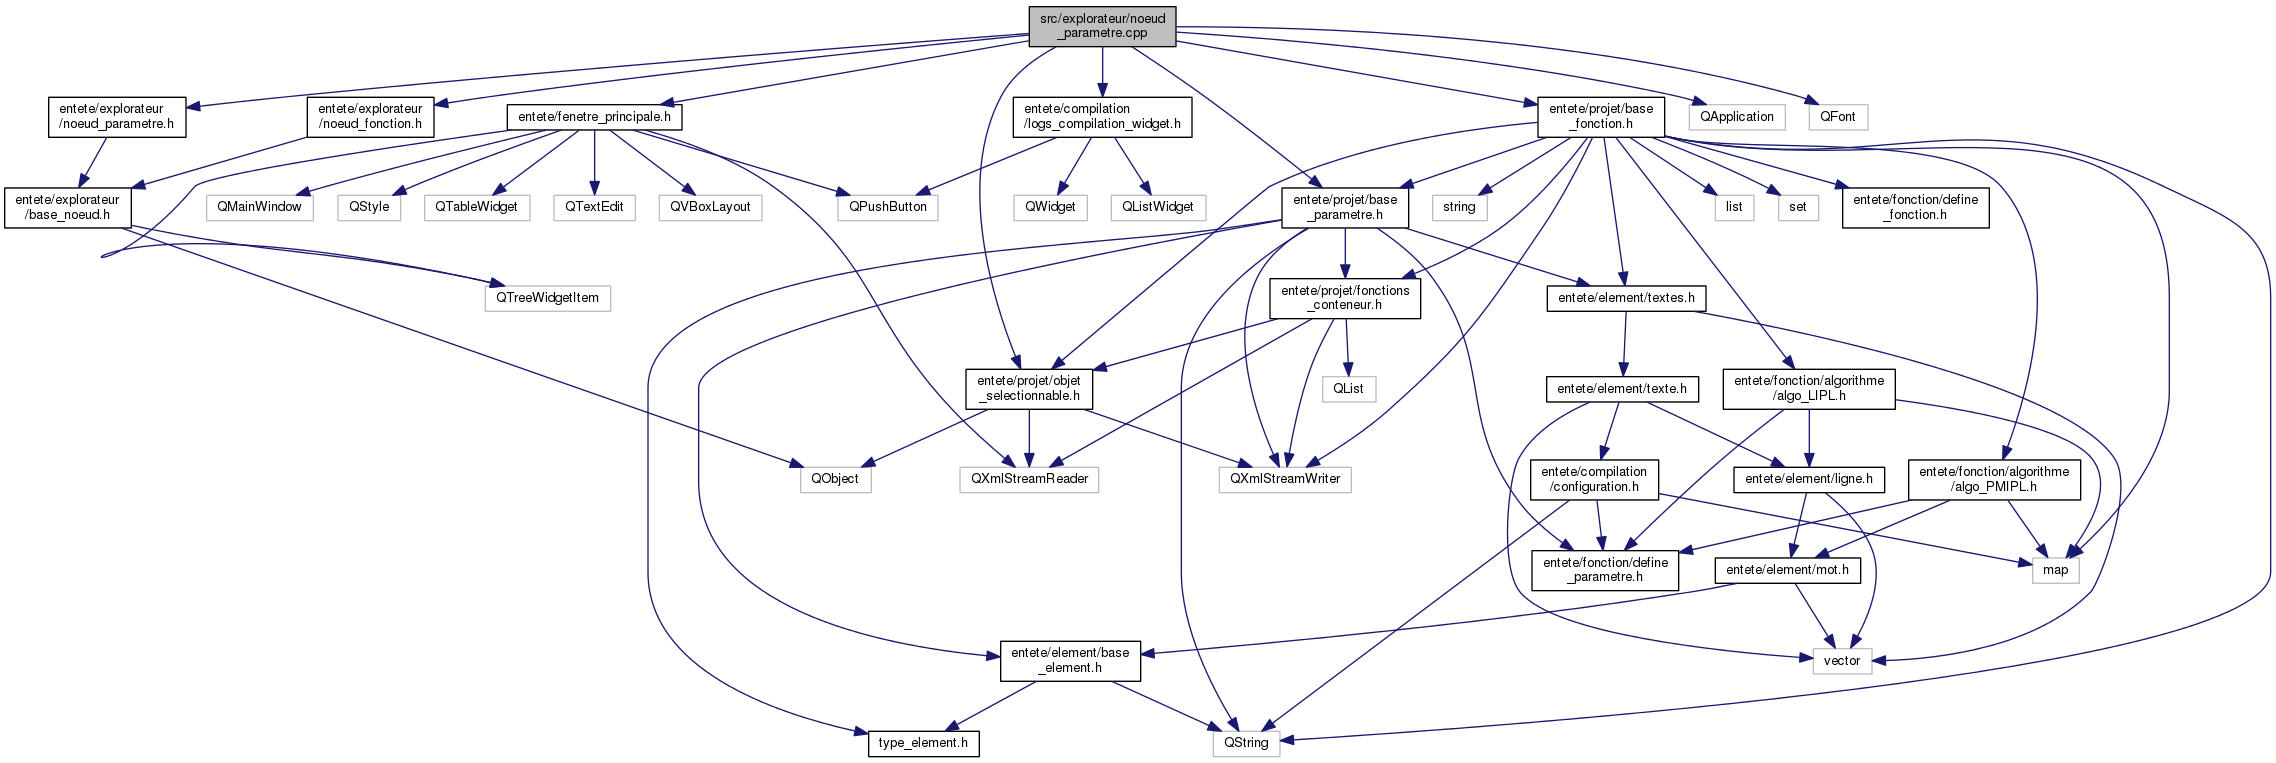 src/explorateur/noeud
_parametre.cpp
entete/explorateur
/noeud_parametre.h
entete/explorateur
/noeud_fonction.h
entete/fenetre_principale.h
entete/compilation
/logs_compilation_widget.h
entete/projet/base
_fonction.h
QApplication
QFont
entete/explorateur
/base_noeud.h
QMainWindow
QStyle
QTableWidget
QTextEdit
QVBoxLayout
QPushButton
QWidget
QListWidget
entete/projet/base
_parametre.h
string
list
set
entete/fonction/define
_fonction.h
QTreeWidgetItem
entete/projet/fonctions
_conteneur.h
entete/element/textes.h
entete/projet/objet
_selectionnable.h
QList
entete/element/texte.h
entete/fonction/algorithme
/algo_LIPL.h
QObject
QXmlStreamReader
QXmlStreamWriter
entete/compilation
/configuration.h
entete/element/ligne.h
entete/fonction/algorithme
/algo_PMIPL.h
entete/fonction/define
_parametre.h
entete/element/mot.h
map
entete/element/base
_element.h
vector
type_element.h
QString